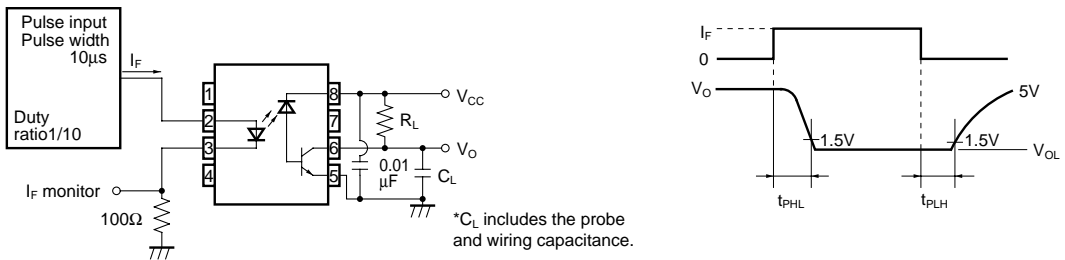 Pulse input
Pulse width
10μs
Duty
ratio1/10
I_F
1
2
3
4
8
7
6
5
V_CC
R_L
V_O
0.01
μF
C_L
I_F monitor
100Ω
*C_L includes the probe
and wiring capacitance.
I_F
0
V_O
5V
1.5V
1.5V
V_OL
t_PHL
t_PLH